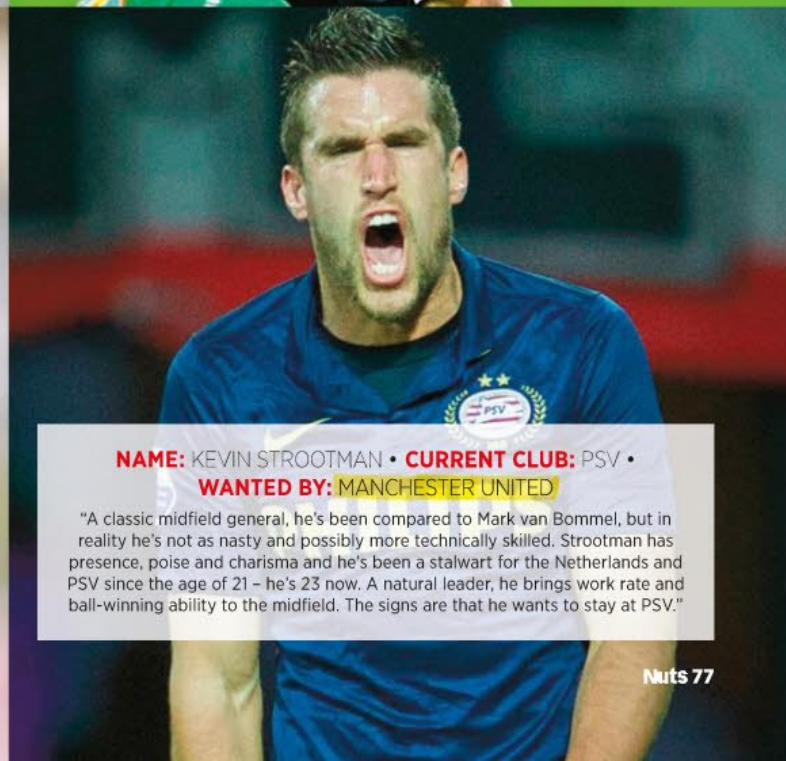 PSV
NAME: KEVIN STROOTMAN • CURRENT CLUB: PSV •
WANTED BY: MANCHESTER UNITED
"A classic midfield general, he's been compared to Mark van Bommel, but in
reality he's not as nasty and possibly more technically skilled. Strootman has
presence, poise and charisma and he's been a stalwart for the Netherlands and
PSV since the age of 21 – he's 23 now. A natural leader, he brings work rate and
ball-winning ability to the midfield. The signs are that he wants to stay at PSV."
Nuts 77